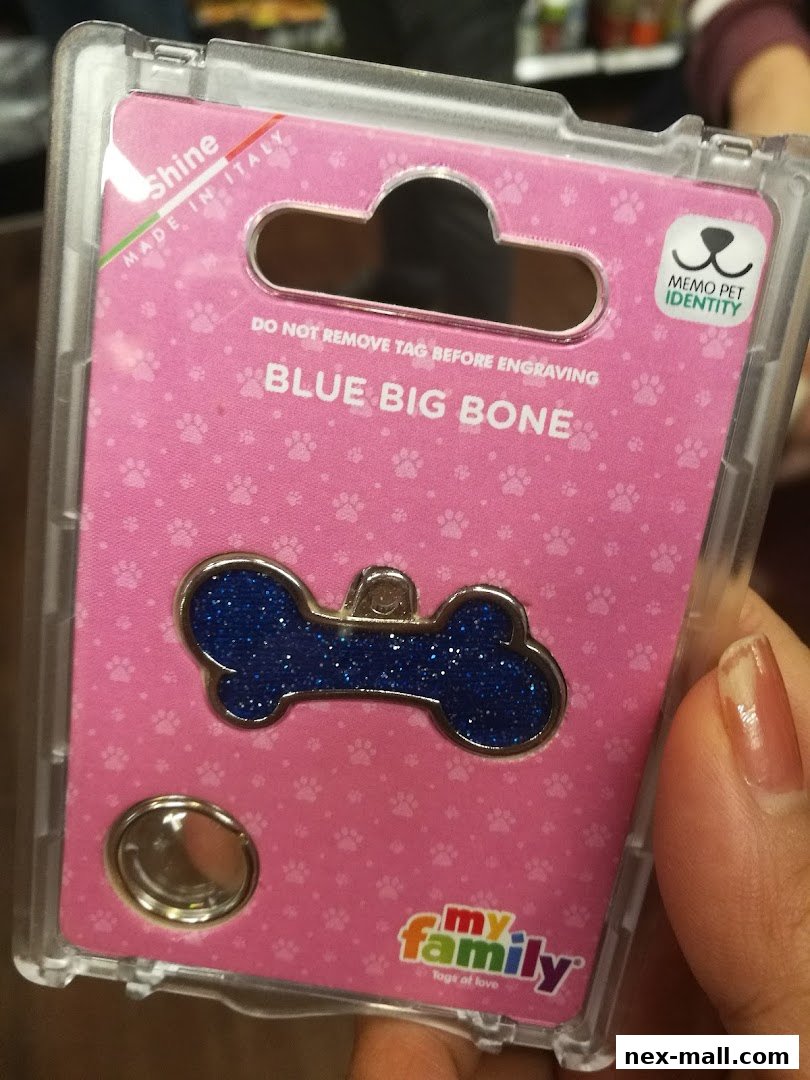 Shine
MADE IN ITALY
MEMO PET
IDENTITY
DO NOT REMOVE TAG BEFORE ENGRAVING
BLUE BIG BONE
my
family®
Tags of love
nex-mall.com